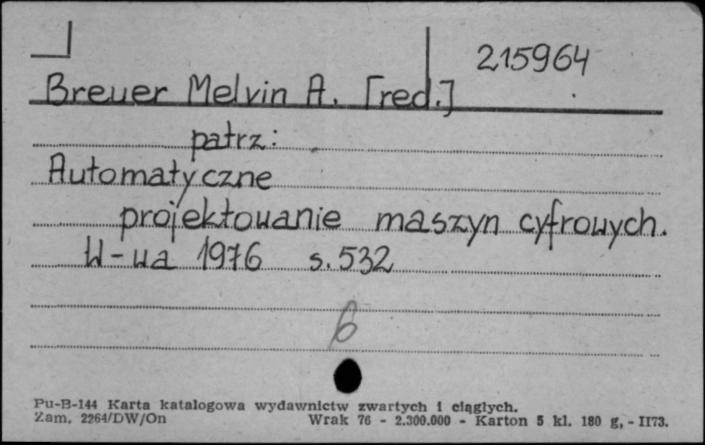 215964
Breuer Melvin A. [red.]
patrz:
Automatyczne
projektowanie maszyn cyfrowych.
W-wa 1976 s. 532
6
Pu-B-144 Karta katalogowa wydawnictw zwartych i ciągłych.
Zam. 2264/DW/On Wrak 76 - 2.300.000 - Karton 5 kl. 180 g, - II73.